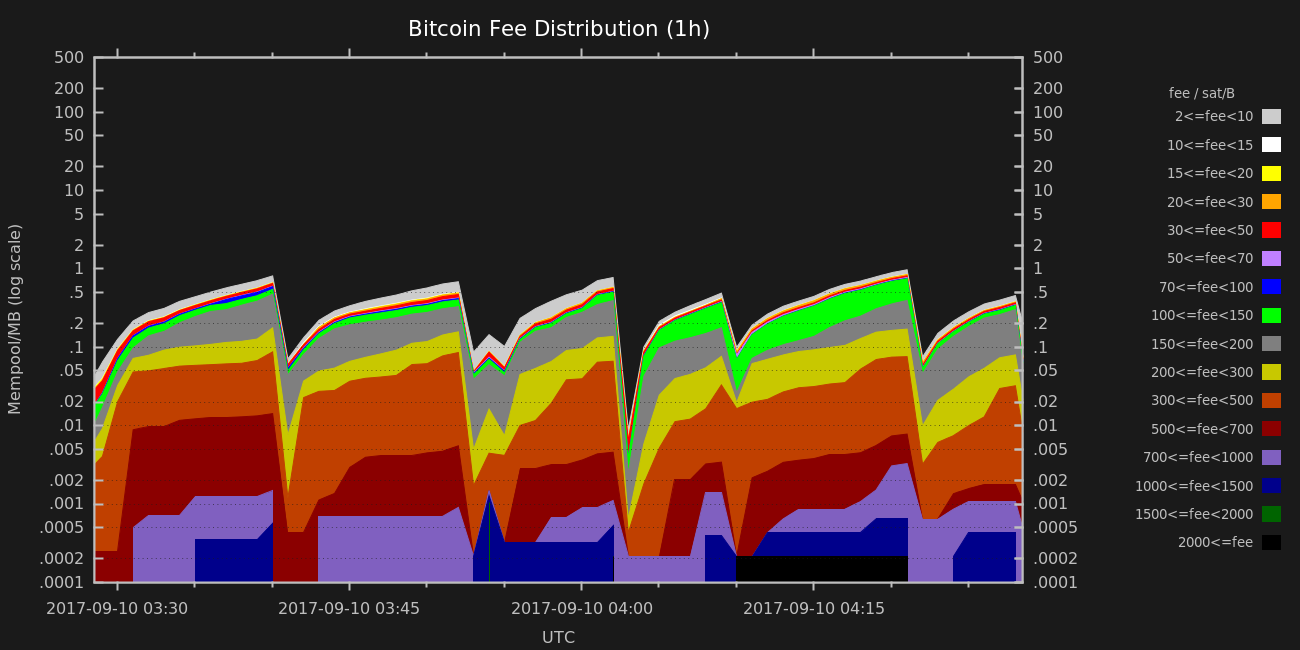 Bitcoin Fee Distribution (1h)
Mempool/MB (log scale)
500
200
100
50
20
10
5
2
1
.5
.2
.1
.05
.02
.01
.005
.002
.001
.0005
.0002
.0001
500
200
100
50
20
10
5
2
1
.5
.2
.1
.05
.02
.01
.005
.002
.001
.0005
.0002
.0001
2017-09-10 03:30
2017-09-10 03:45
2017-09-10 04:00
2017-09-10 04:15
UTC
fee / sat/B
2<=fee<10
10<=fee<15
15<=fee<20
20<=fee<30
30<=fee<50
50<=fee<70
70<=fee<100
100<=fee<150
150<=fee<200
200<=fee<300
300<=fee<500
500<=fee<700
700<=fee<1000
1000<=fee<1500
1500<=fee<2000
2000<=fee